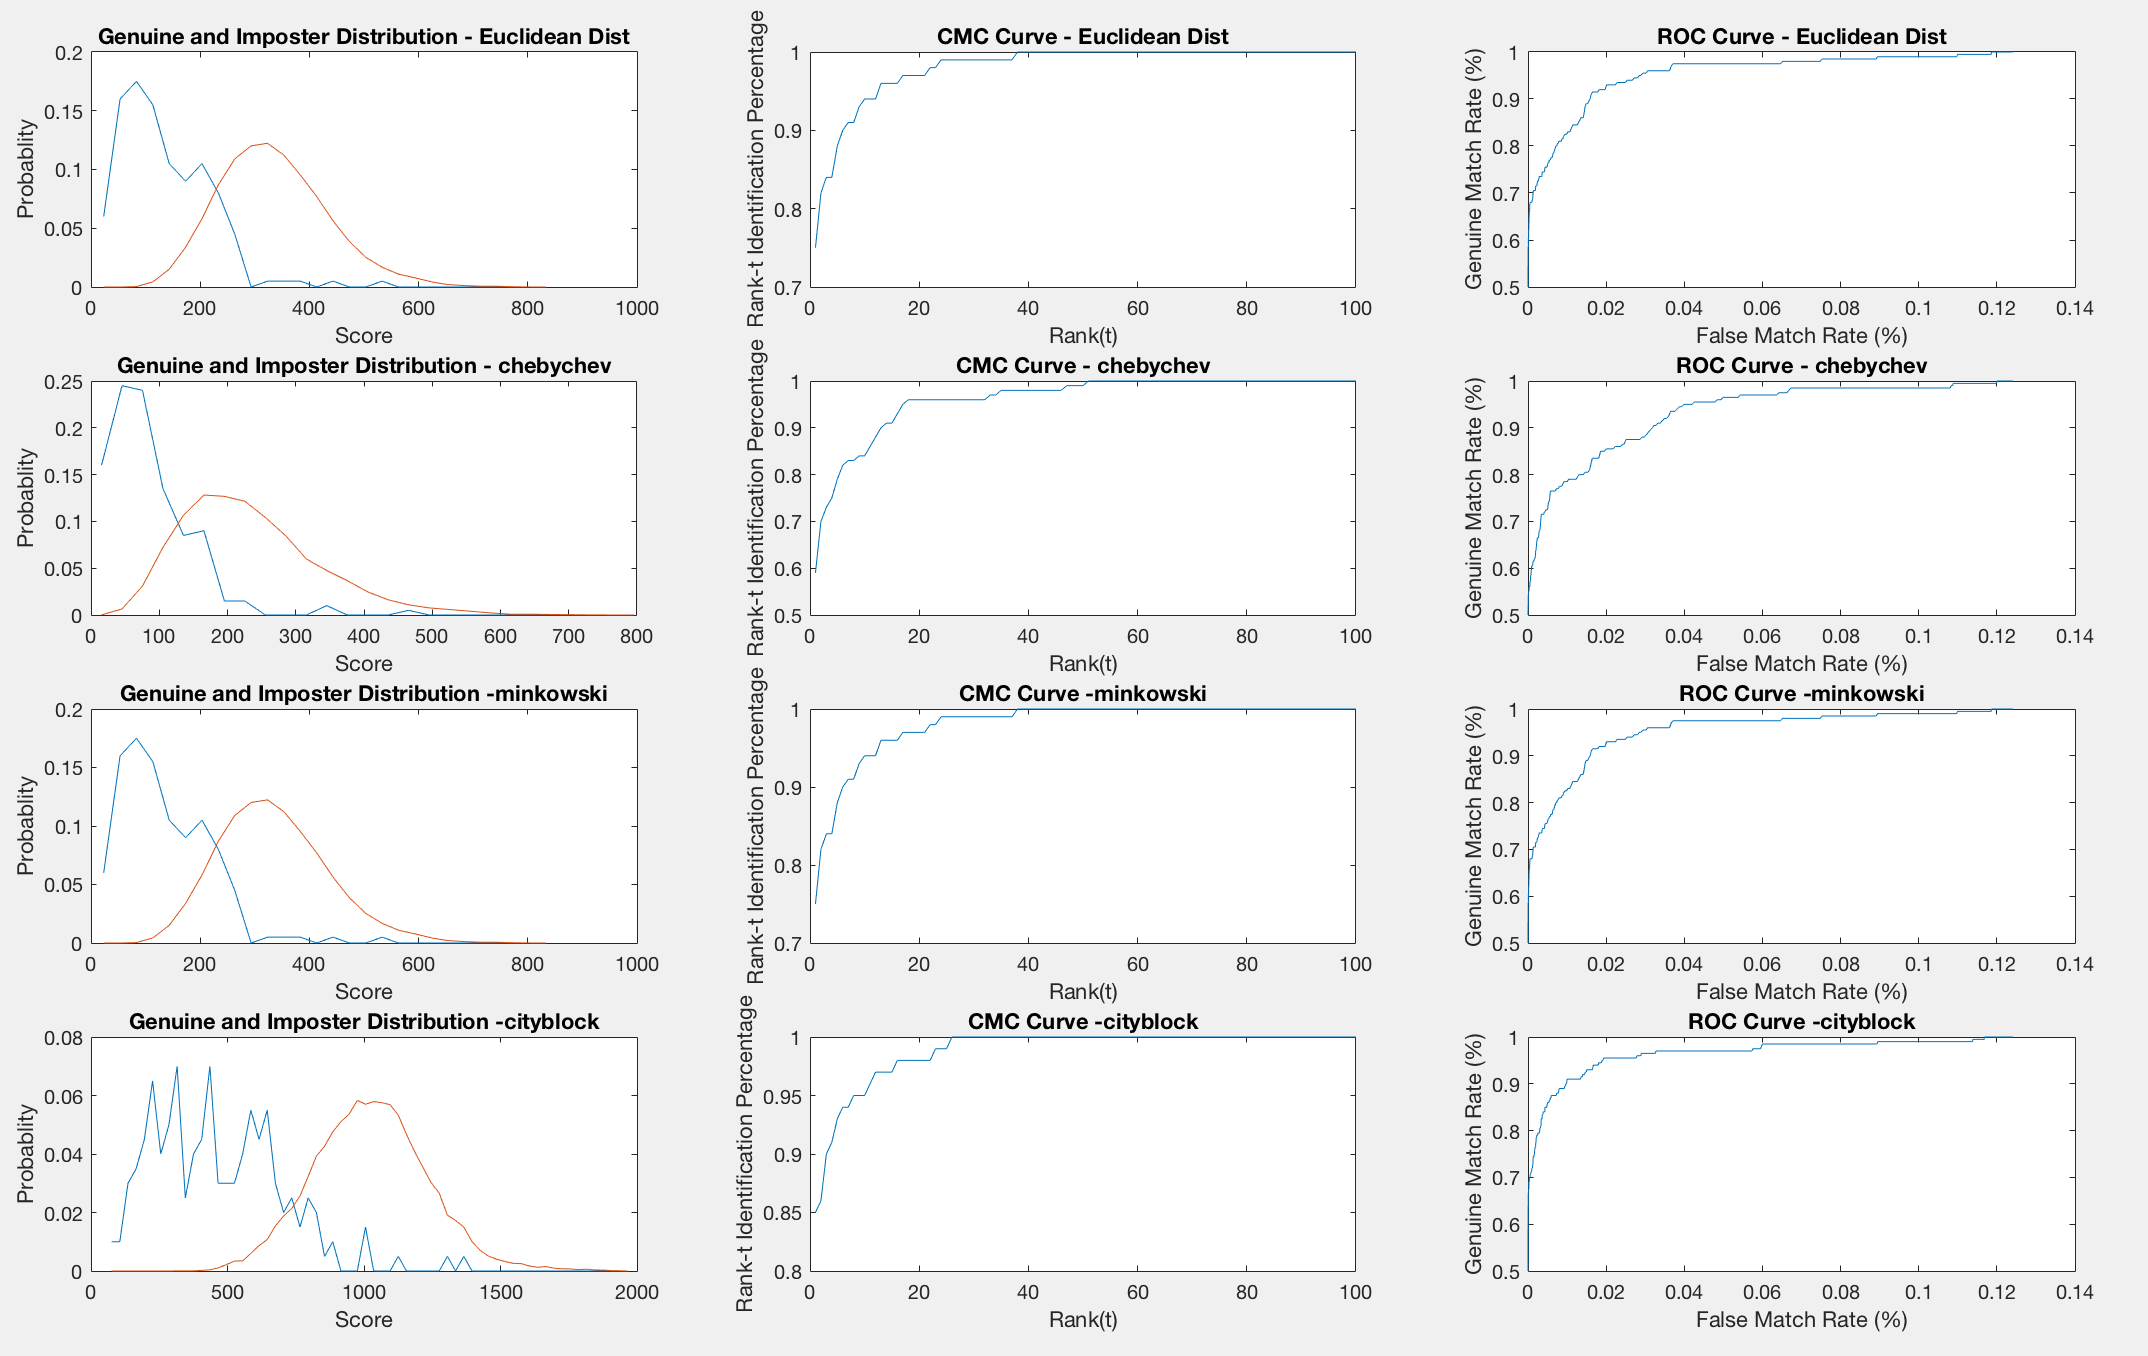 Genuine and Imposter Distribution - Euclidean Dist
0.2
0.15
0.1
0.05
0
Probablity
0 200 400 600 800 1000
Score
CMC Curve - Euclidean Dist
1
0.9
0.8
0.7
Rank-t Identification Percentage
0 20 40 60 80 100
Rank(t)
ROC Curve - Euclidean Dist
1
0.9
0.8
0.7
0.6
0.5
Genuine Match Rate (%)
0 0.02 0.04 0.06 0.08 0.1 0.12 0.14
False Match Rate (%)
Genuine and Imposter Distribution - chebychev
0.25
0.2
0.15
0.1
0.05
0
Probablity
0 100 200 300 400 500 600 700 800
Score
CMC Curve - chebychev
1
0.9
0.8
0.7
0.6
0.5
Rank-t Identification Percentage
0 20 40 60 80 100
Rank(t)
ROC Curve - chebychev
1
0.9
0.8
0.7
0.6
0.5
Genuine Match Rate (%)
0 0.02 0.04 0.06 0.08 0.1 0.12 0.14
False Match Rate (%)
Genuine and Imposter Distribution -minkowski
0.2
0.15
0.1
0.05
0
Probablity
0 200 400 600 800 1000
Score
CMC Curve -minkowski
1
0.9
0.8
0.7
Rank-t Identification Percentage
0 20 40 60 80 100
Rank(t)
ROC Curve -minkowski
1
0.9
0.8
0.7
0.6
0.5
Genuine Match Rate (%)
0 0.02 0.04 0.06 0.08 0.1 0.12 0.14
False Match Rate (%)
Genuine and Imposter Distribution -cityblock
0.08
0.06
0.04
0.02
0
Probablity
0 500 1000 1500 2000
Score
CMC Curve -cityblock
1
0.95
0.9
0.85
0.8
Rank-t Identification Percentage
0 20 40 60 80 100
Rank(t)
ROC Curve -cityblock
1
0.9
0.8
0.7
0.6
0.5
Genuine Match Rate (%)
0 0.02 0.04 0.06 0.08 0.1 0.12 0.14
False Match Rate (%)